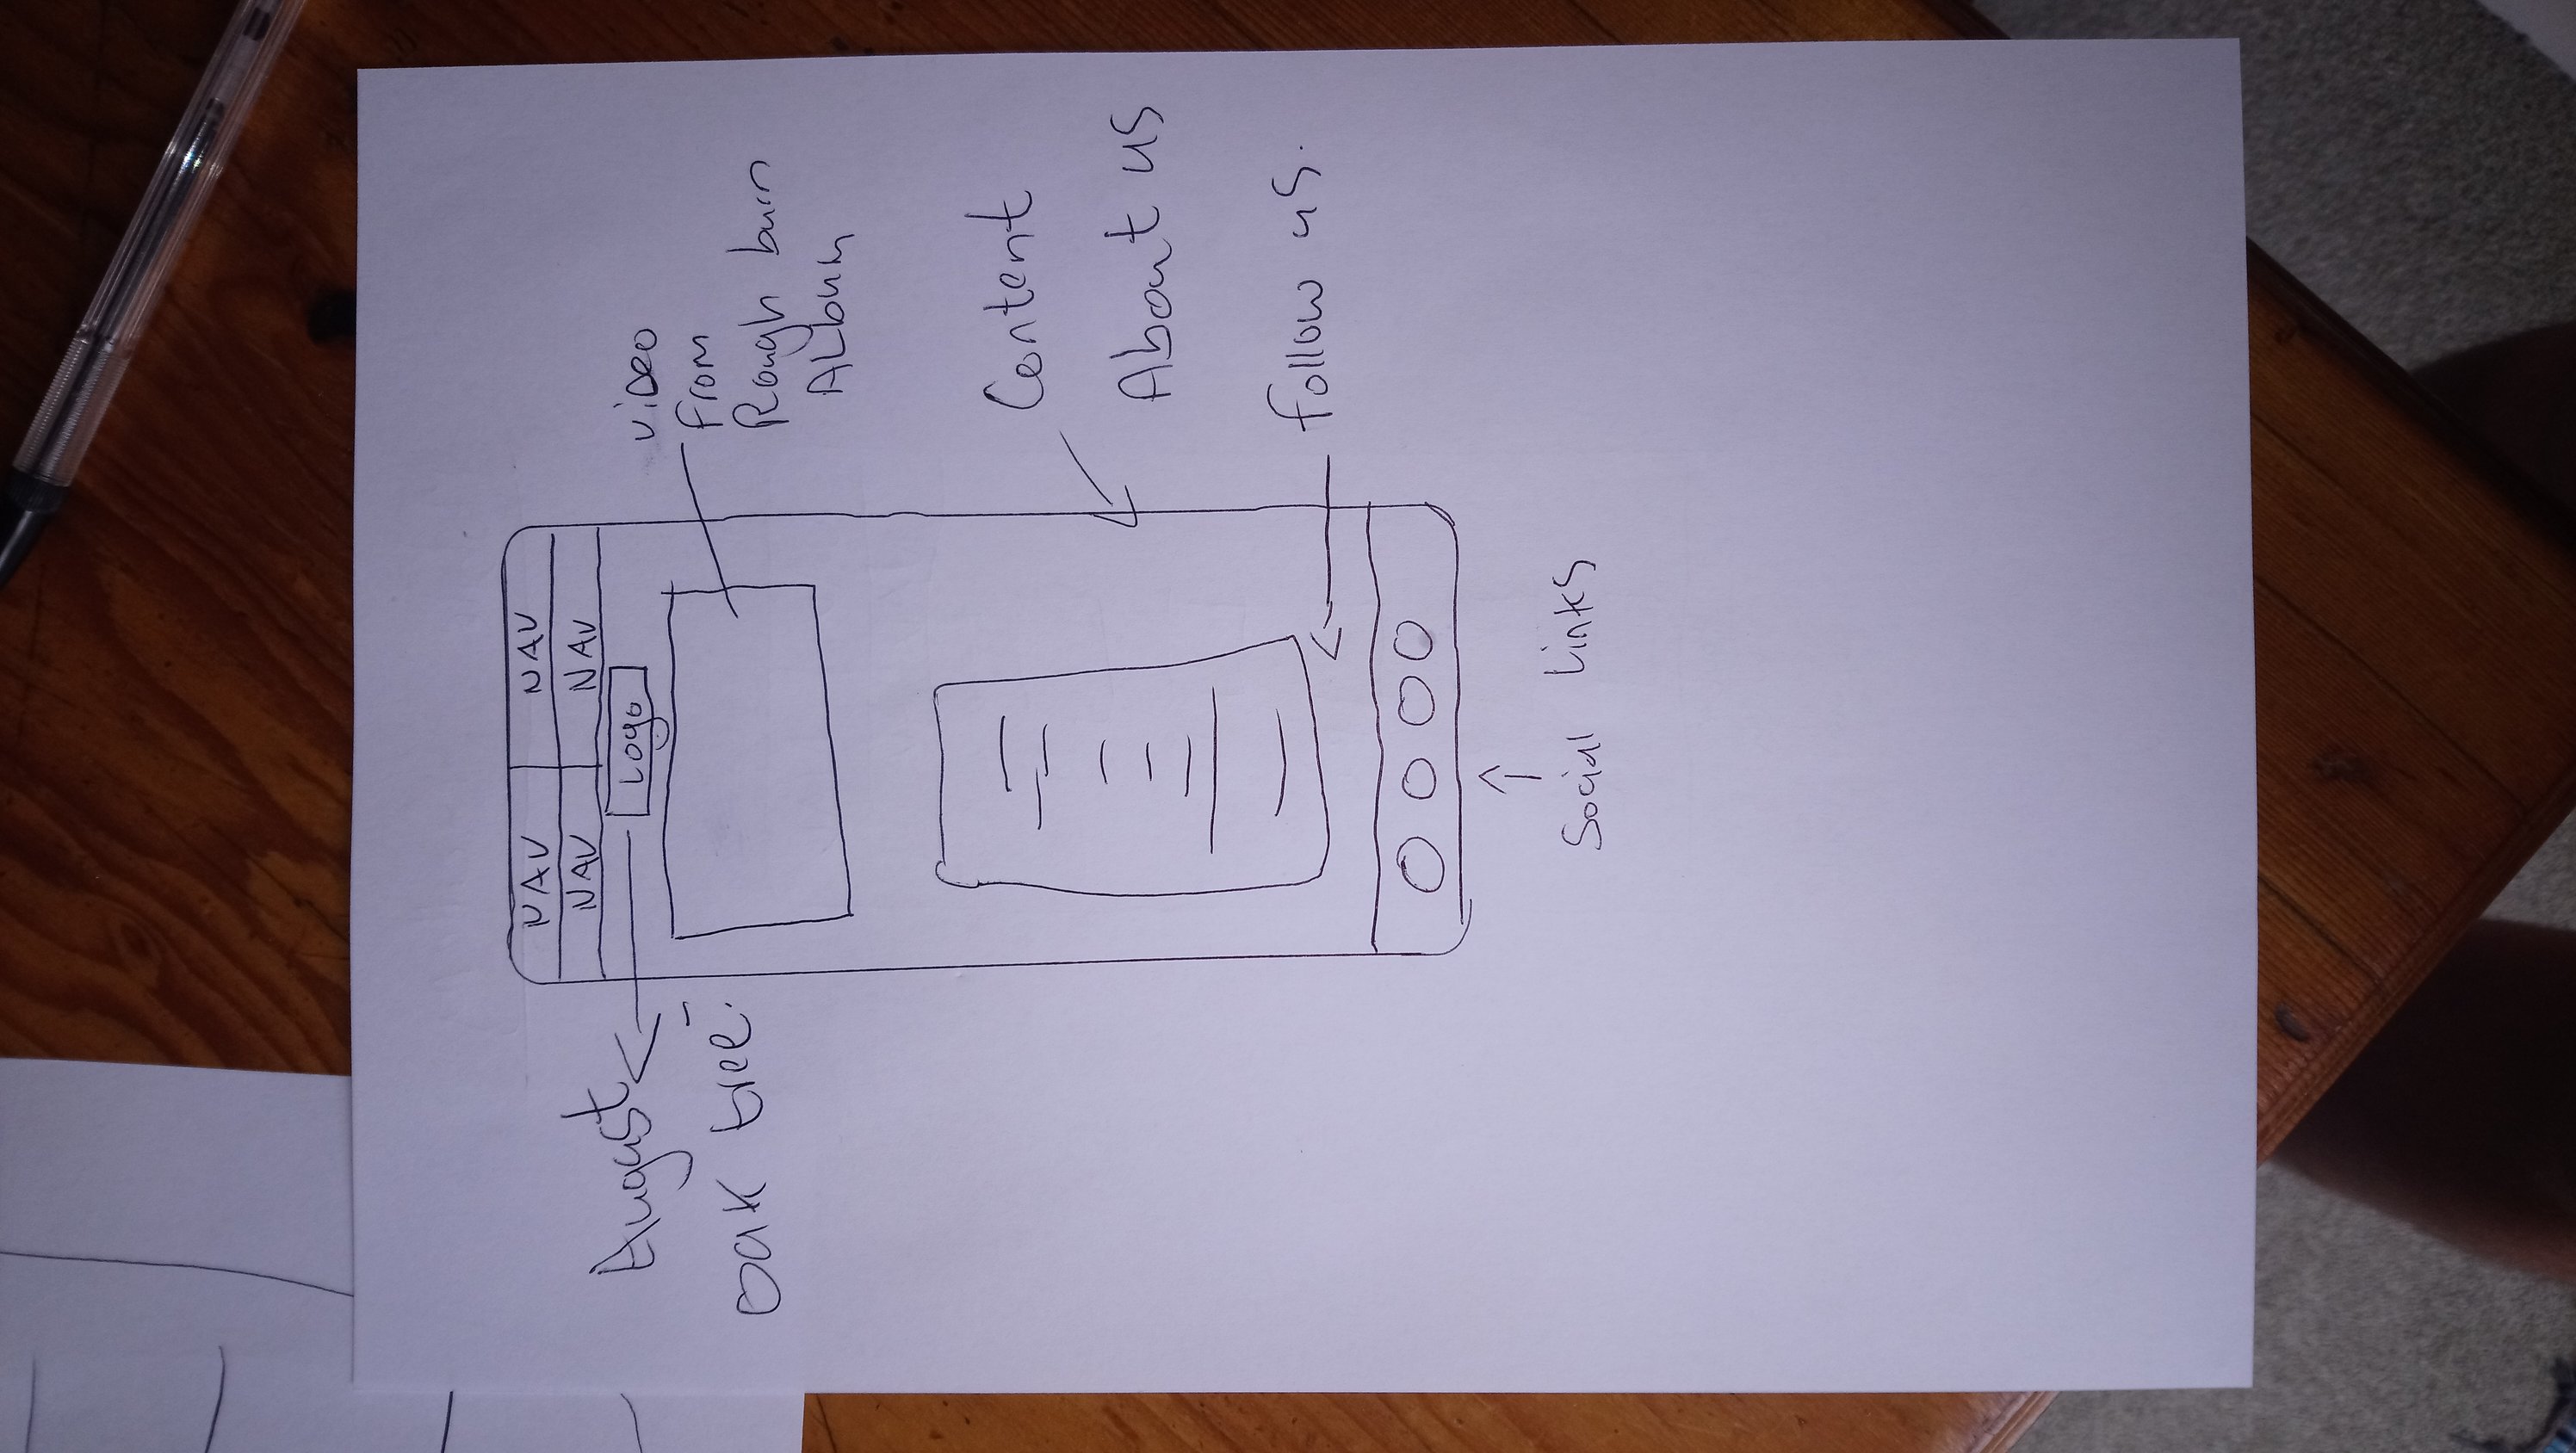 NAV NAV
NAV NAV
Logo
August
oak tree.
video
from
Rough burn
ALbum
Content
About us
follow us.
Social Links